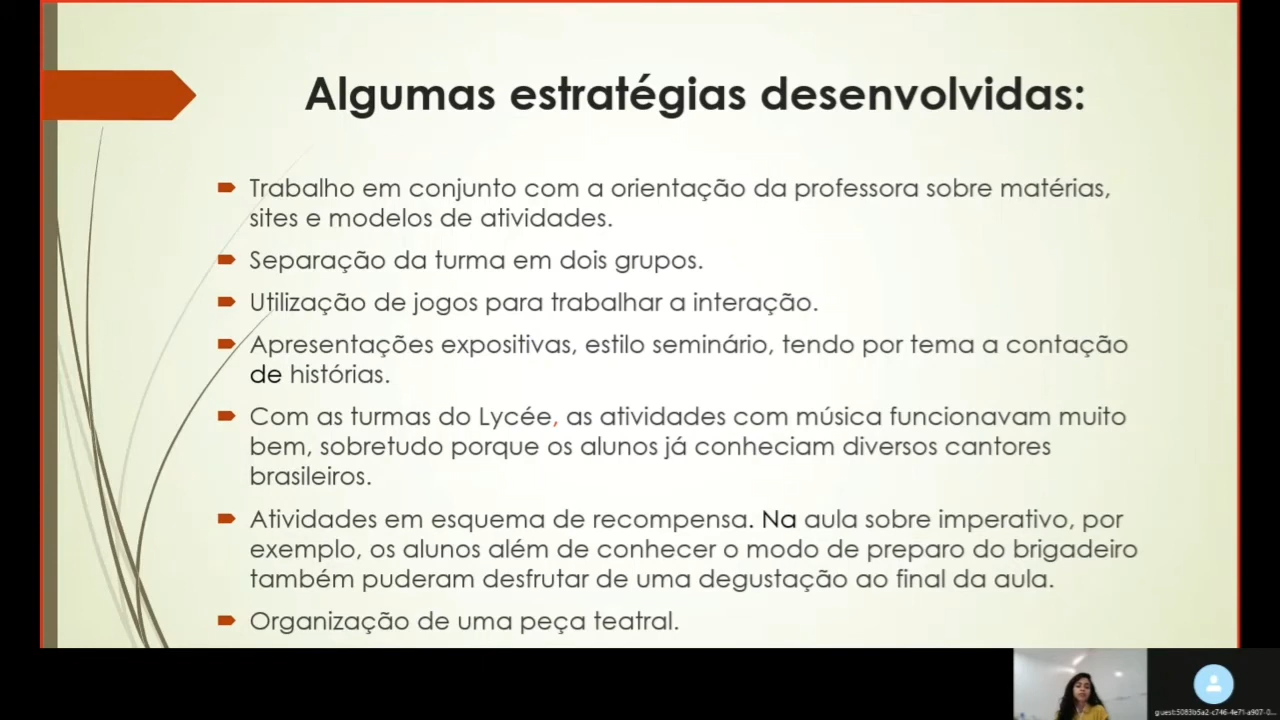 Algumas estratégias desenvolvidas:
Trabalho em conjunto com a orientação da professora sobre matérias,
sites e modelos de atividades.
Separação da turma em dois grupos.
Utilização de jogos para trabalhar a interação.
Apresentações expositivas, estilo seminário, tendo por tema a contação
de histórias.
Com as turmas do Lycée, as atividades com música funcionavam muito
bem, sobretudo porque os alunos já conheciam diversos cantores
brasileiros.
Atividades em esquema de recompensa. Na aula sobre imperativo, por
exemplo, os alunos além de conhecer o modo de preparo do brigadeiro
também puderam desfrutar de uma degustação ao final da aula.
Organização de uma peça teatral.